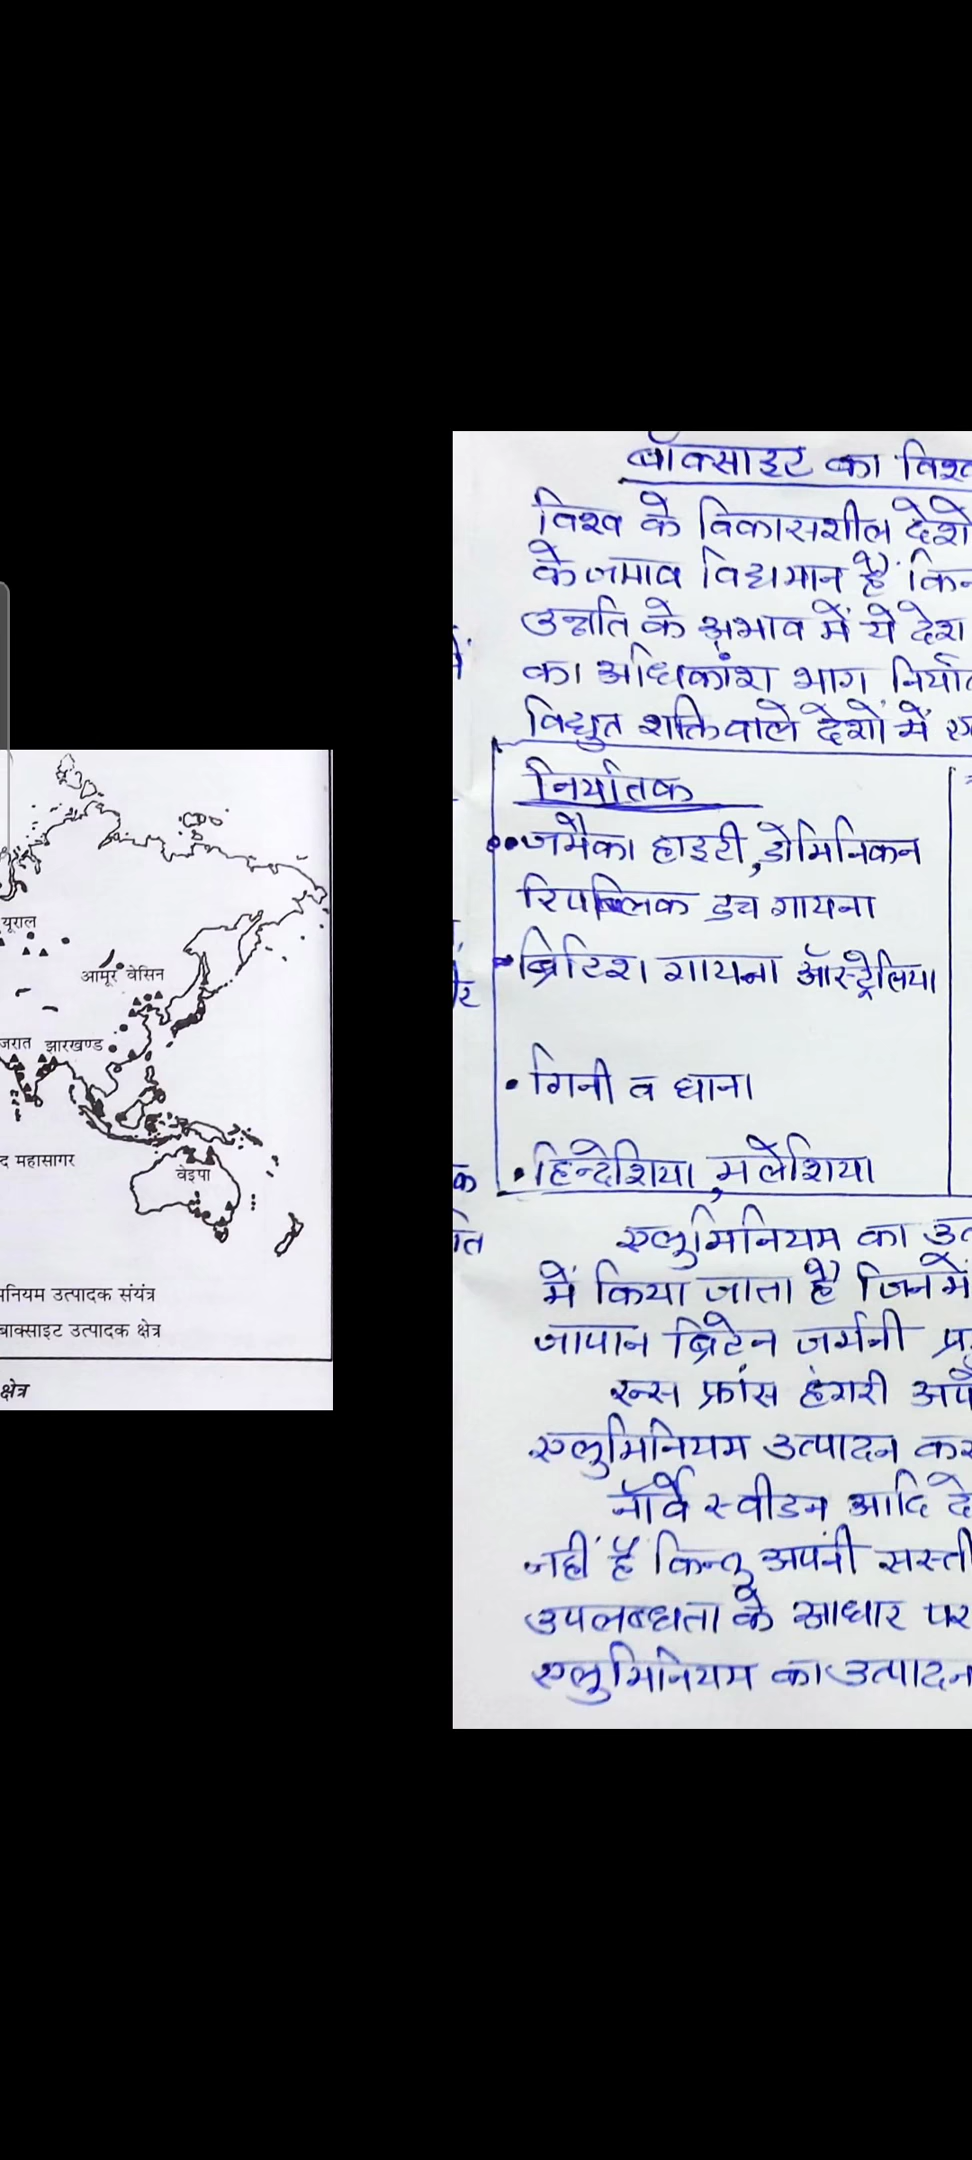 यूराल
आमूर बेसिन
जरात झारखण्ड
द महासागर
वेइपा
नियम उत्पादक संयंत्र
बाक्साइट उत्पादक क्षेत्र
क्षेत्र
बॉक्साइट का विश्व
विश्व के विकासशील देशों
के जमाव विद्यमान हैं किन
उन्नति के अभाव में ये देश
का अधिकांश भाग निर्या
विद्युत शक्ति वाले देशों में
निर्यातक
जमैका हाइटी, डोमिनिकन
रिपब्लिक डच गायना
ब्रिटिश गायना ऑस्ट्रेलिया
• गिनी व घाना
• हिन्देशिया, मलेशिया
एलुमिनियम का उत
में किया जाता है जिनमें
जापान ब्रिटेन जर्मनी प्र
रूस फ्रांस हंगरी अप
एलुमिनियम उत्पादन कर
नॉर्वे स्वीडन आदि दे
नहीं है किन्तु अपनी सस्ती
उपलब्धता के आधार पर
एलुमिनियम का उत्पादन